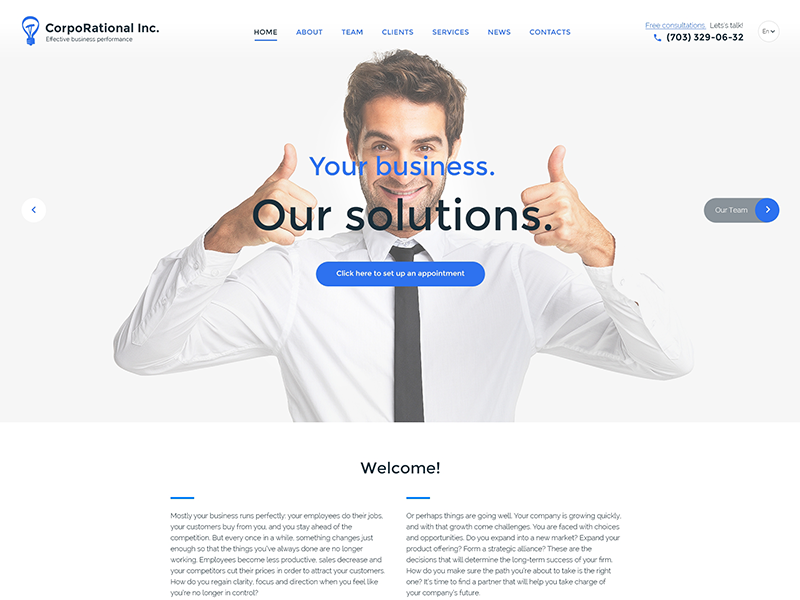 CorpoRational Inc.
Effective business performance
HOME ABOUT TEAM CLIENTS SERVICES NEWS CONTACTS
Free consultations. Let's talk!
(703) 329-06-32
En
Your business.
Our solutions.
Our Team
Click here to set up an appointment
Welcome!
Mostly your business runs perfectly: your employees do their jobs,
your customers buy from you, and you stay ahead of the
competition. But every once in a while, something changes just
enough so that the things you've always done are no longer
working. Employees become less productive, sales decrease and
your competitors cut their prices in order to attract your customers.
How do you regain clarity, focus and direction when you feel like
you're no longer in control?
Or perhaps things are going well. Your company is growing quickly,
and with that growth come challenges. You are faced with choices
and opportunities. Do you expand into a new market? Expand your
product offering? Form a strategic alliance? These are the
decisions that will determine the long-term success of your firm.
How do you make sure the path you're about to take is the right
one? It's time to find a partner that will help you take charge of
your company's future.